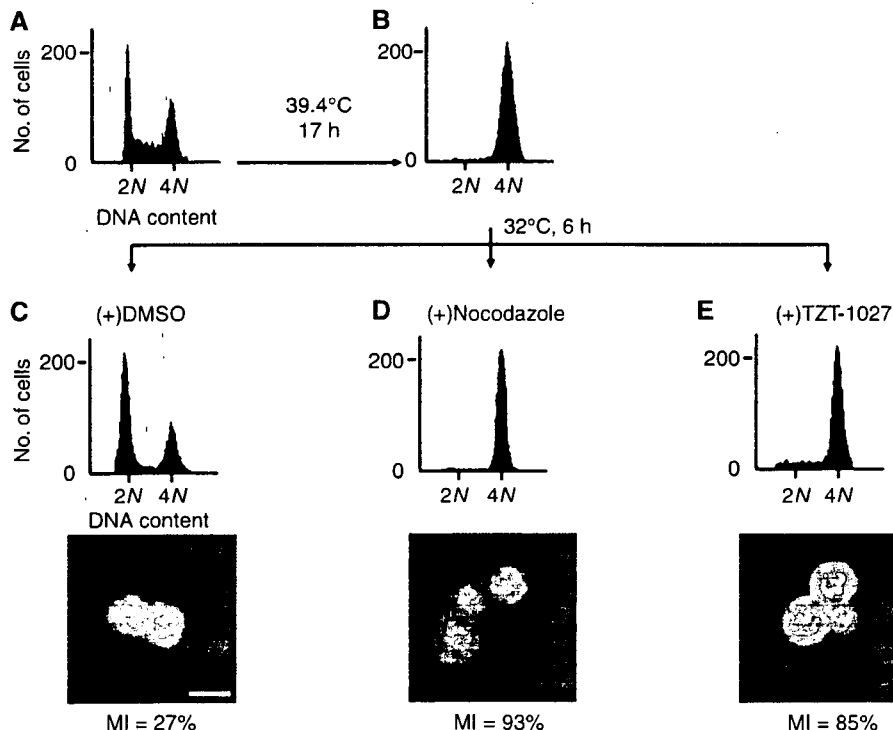 A
B
No. of cells
200
0
2N 4N
DNA content
39.4°C
17 h
200
0
2N 4N
32°C, 6 h
C (+)DMSO
D (+)Nocodazole
E (+)TZT-1027
No. of cells
200
0
2N 4N
DNA content
200
0
2N 4N
200
0
2N 4N
MI = 27%
MI = 93%
MI = 85%